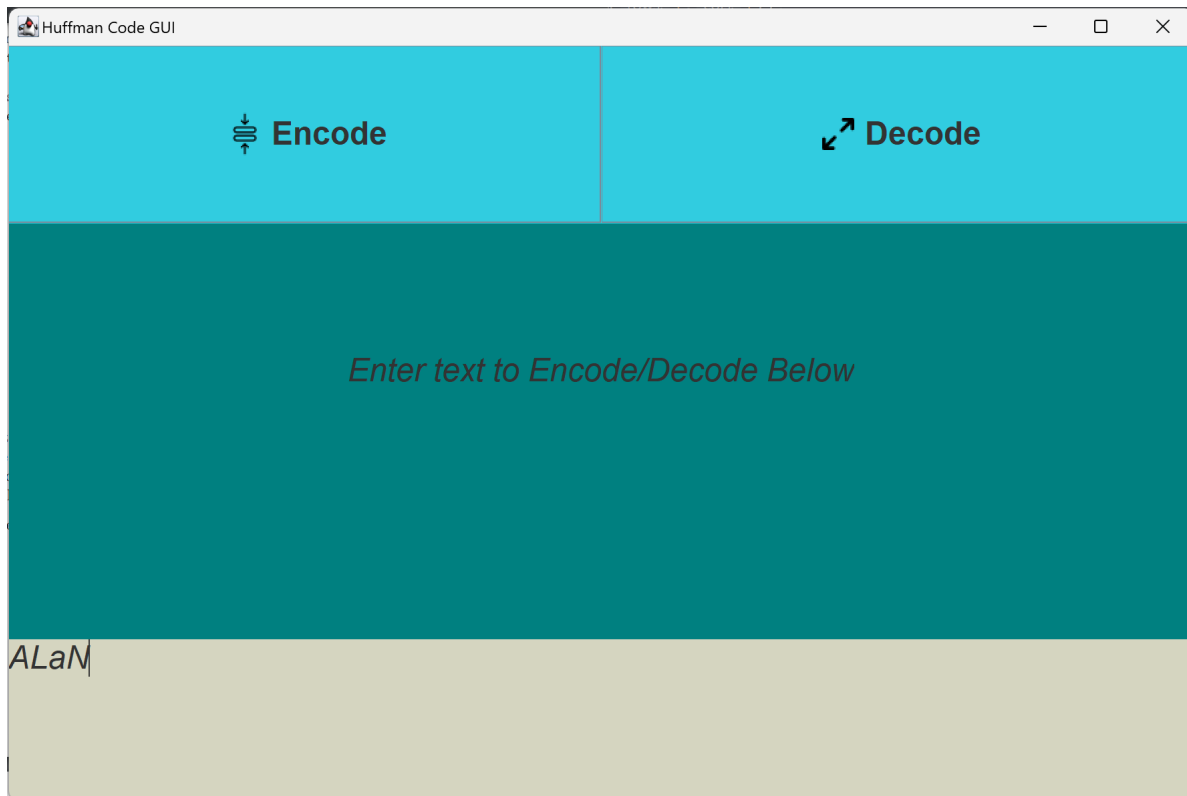 Huffman Code GUI
Encode
Decode
Enter text to Encode/Decode Below
ALaN